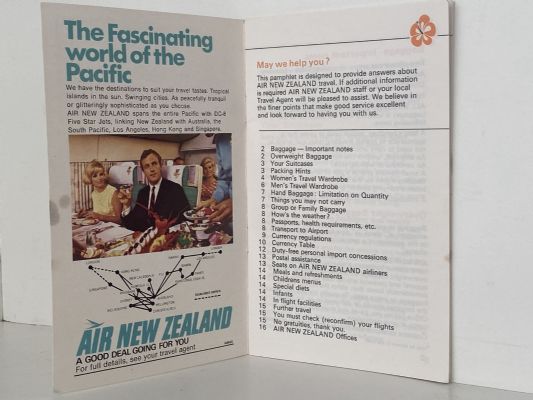 The Fascinating
world of the
Pacific
We have the destinations to suit your travel tastes. Tropical
islands in the sun. Swinging cities. As peacefully tranquil
or glitteringly sophisticated as you choose.
AIR NEW ZEALAND spans the entire Pacific with DC-8
Five Star Jets, linking New Zealand with Australia, the
South Pacific, Los Angeles, Hong Kong and Singapore.
HONG KONG
SINGAPORE
SYDNEY
MELBOURNE
AUCKLAND
WELLINGTON
CHRISTCHURCH
AIR NEW ZEALAND
A GOOD DEAL GOING FOR YOU
For full details, see your travel agent
May we help you?
This pamphlet is designed to provide answers about
AIR NEW ZEALAND travel. If additional information
is required AIR NEW ZEALAND staff or your local
Travel Agent will be pleased to assist. We believe in
the finer points that make good service excellent
and look forward to having you with us.
2 Baggage — Important notes
2 Overweight Baggage
3 Your Suitcases
3 Packing Hints
4 Women's Travel Wardrobe
6 Men's Travel Wardrobe
7 Hand Baggage: Limitation on Quantity
7 Things you may not carry
8 Group or Family Baggage
8 How's the weather?
8 Passports, health requirements, etc.
8 Transport to Airport
9 Currency regulations
10 Currency Table
12 Duty-free personal import concessions
13 Postal assistance
13 Seats on AIR NEW ZEALAND airliners
14 Meals and refreshments
14 Childrens menus
14 Special diets
14 Infants
14 In flight facilities
15 Further travel
15 You must check (reconfirm) your flights
15 No gratuities, thank you.
16 AIR NEW ZEALAND Offices